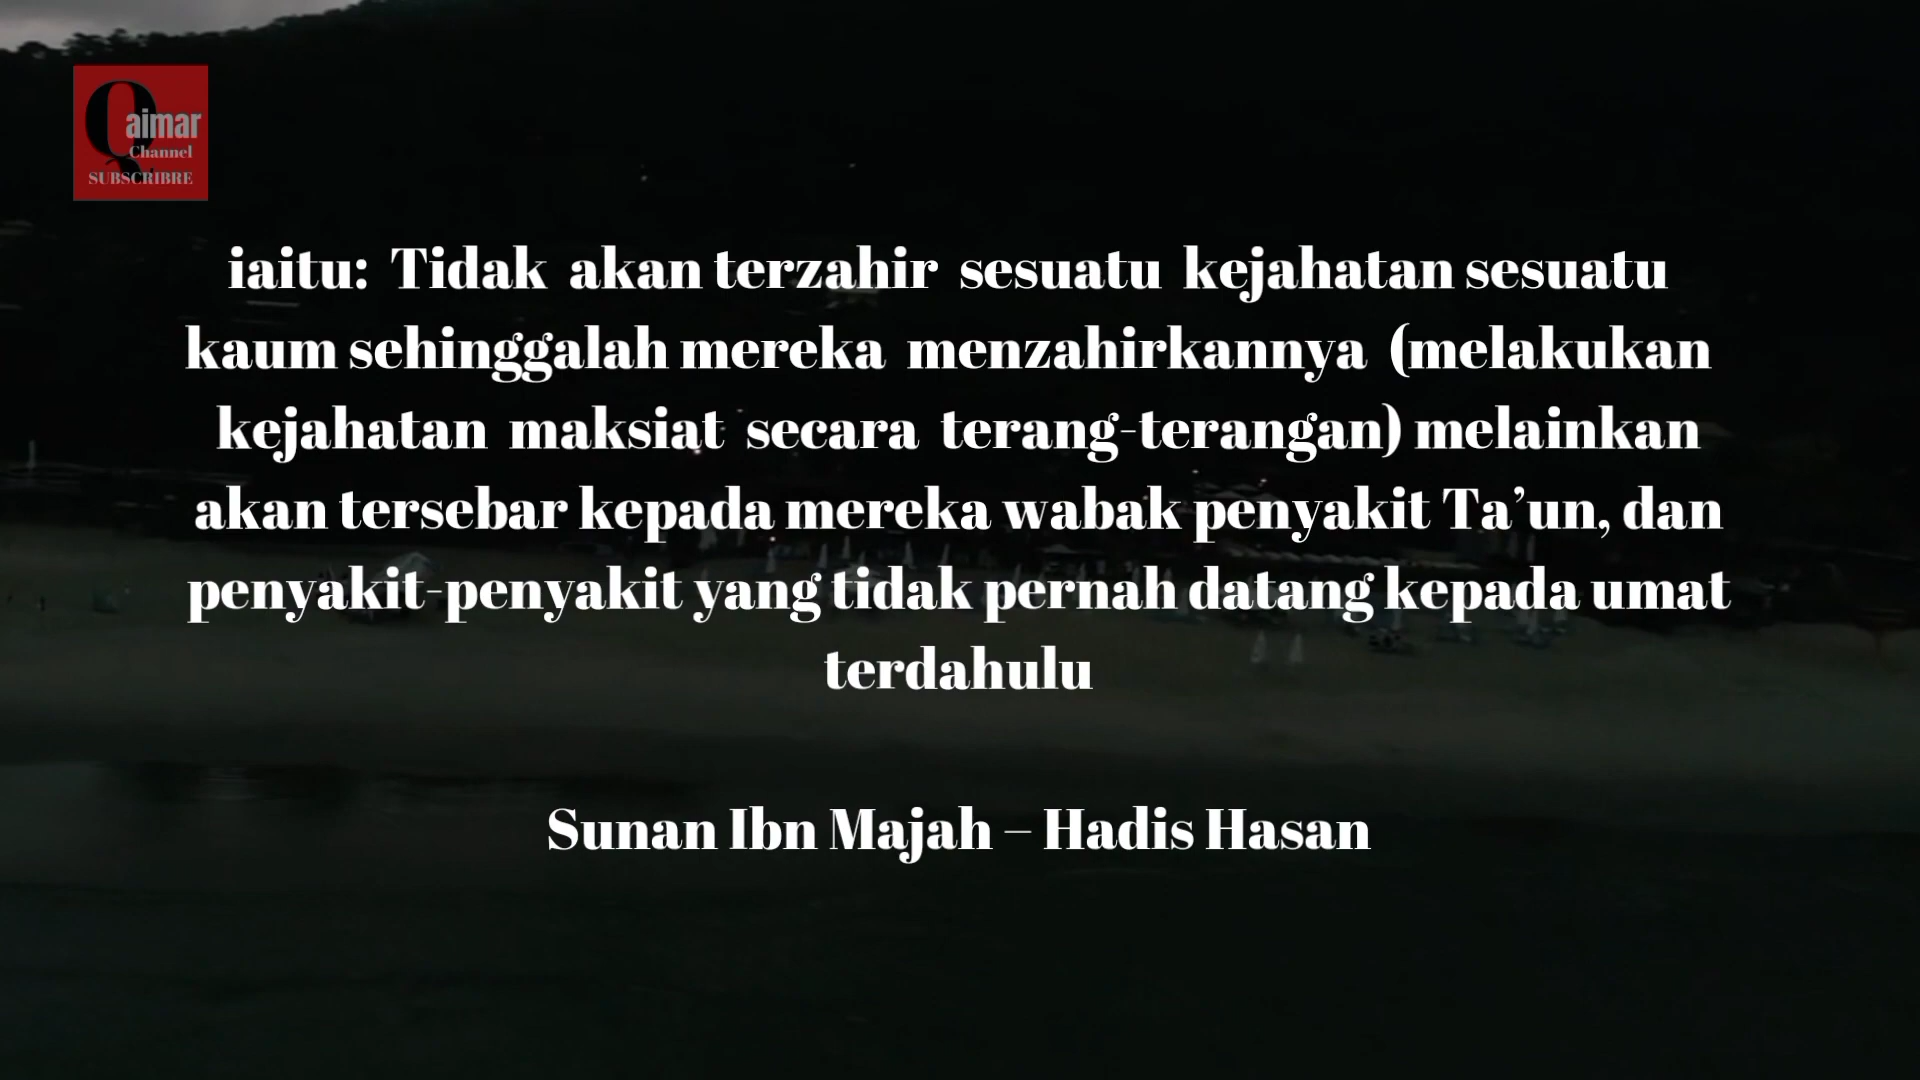 Qaimar
Channel
SUBSCRIBRE
iaitu: Tidak akan terzahir sesuatu kejahatan sesuatu
kaum sehinggalah mereka menzahirkannya (melakukan
kejahatan maksiat secara terang-terangan) melainkan
akan tersebar kepada mereka wabak penyakit Ta’un, dan
penyakit-penyakit yang tidak pernah datang kepada umat
terdahulu
Sunan Ibn Majah – Hadis Hasan